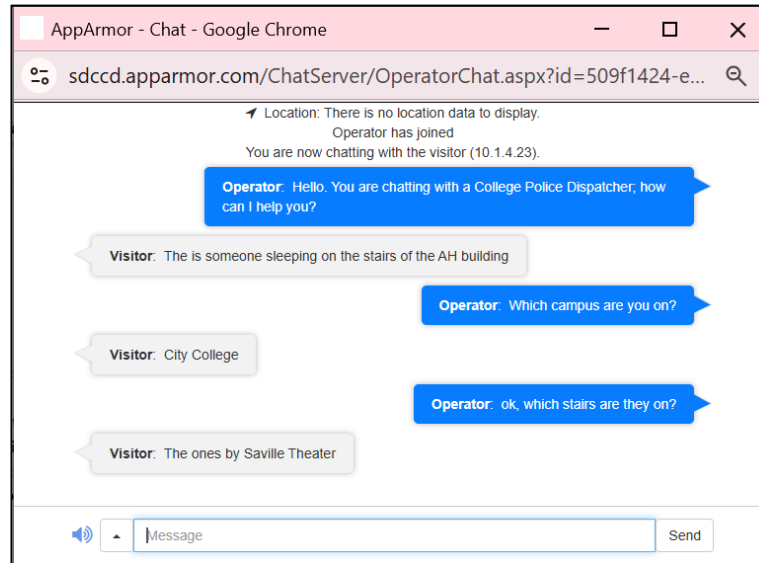 AppArmor - Chat - Google Chrome
sdccd.apparmor.com/ChatServer/OperatorChat.aspx?id=509f1424-e...
Location: There is no location data to display.
Operator has joined
You are now chatting with the visitor (10.1.4.23).
Operator: Hello. You are chatting with a College Police Dispatcher; how
can I help you?
Visitor: The is someone sleeping on the stairs of the AH building
Operator: Which campus are you on?
Visitor: City College
Operator: ok, which stairs are they on?
Visitor: The ones by Saville Theater
Message
Send